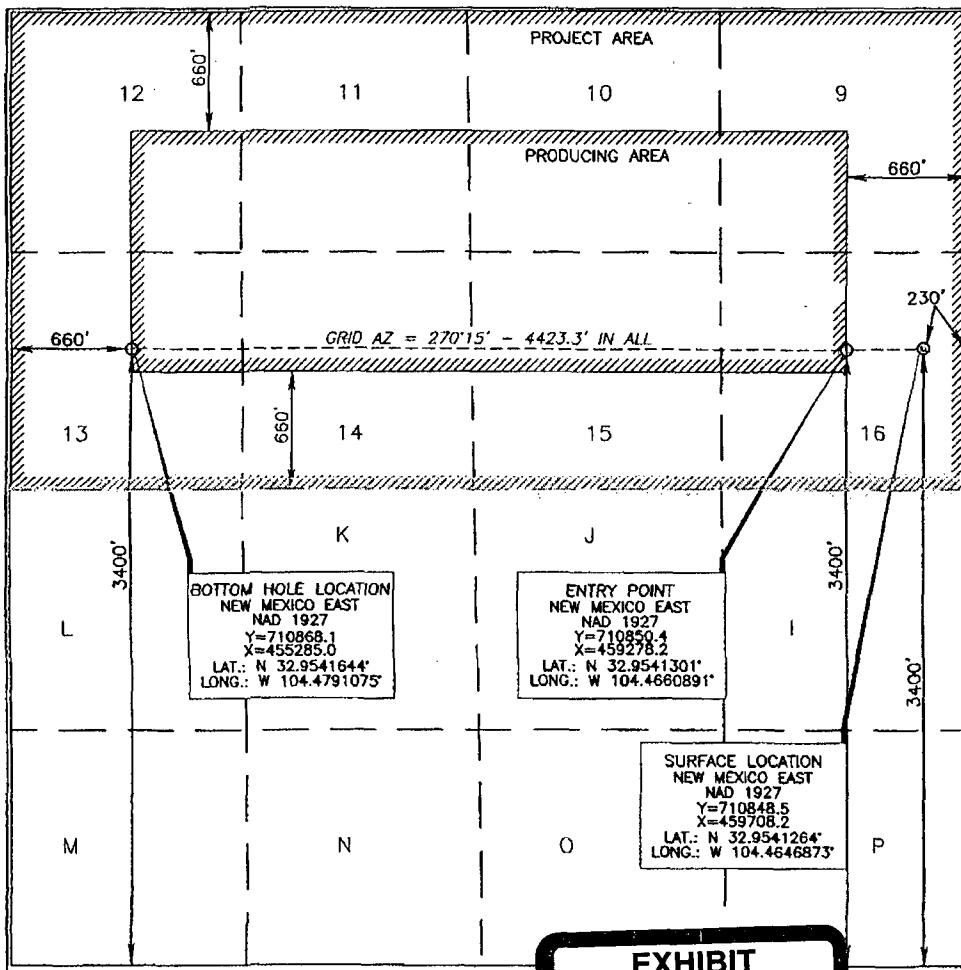 PROJECT AREA
660'
12
11
10
9
PRODUCING AREA
660'
230'
660'
GRID AZ = 270°15' - 4423.3' IN ALL
13
660'
14
15
16
3400'
K
J
BOTTOM HOLE LOCATION
NEW MEXICO EAST
NAD 1927
Y=710868.1
X=455285.0
LAT.: N 32.9541644°
LONG.: W 104.4791075°
ENTRY POINT
NEW MEXICO EAST
NAD 1927
Y=710850.4
X=459278.2
LAT.: N 32.9541301°
LONG.: W 104.4660891°
L
I
3400'
3400'
SURFACE LOCATION
NEW MEXICO EAST
NAD 1927
Y=710848.5
X=459708.2
LAT.: N 32.9541264°
LONG.: W 104.4646873°
M
N
O
P
EXHIBIT